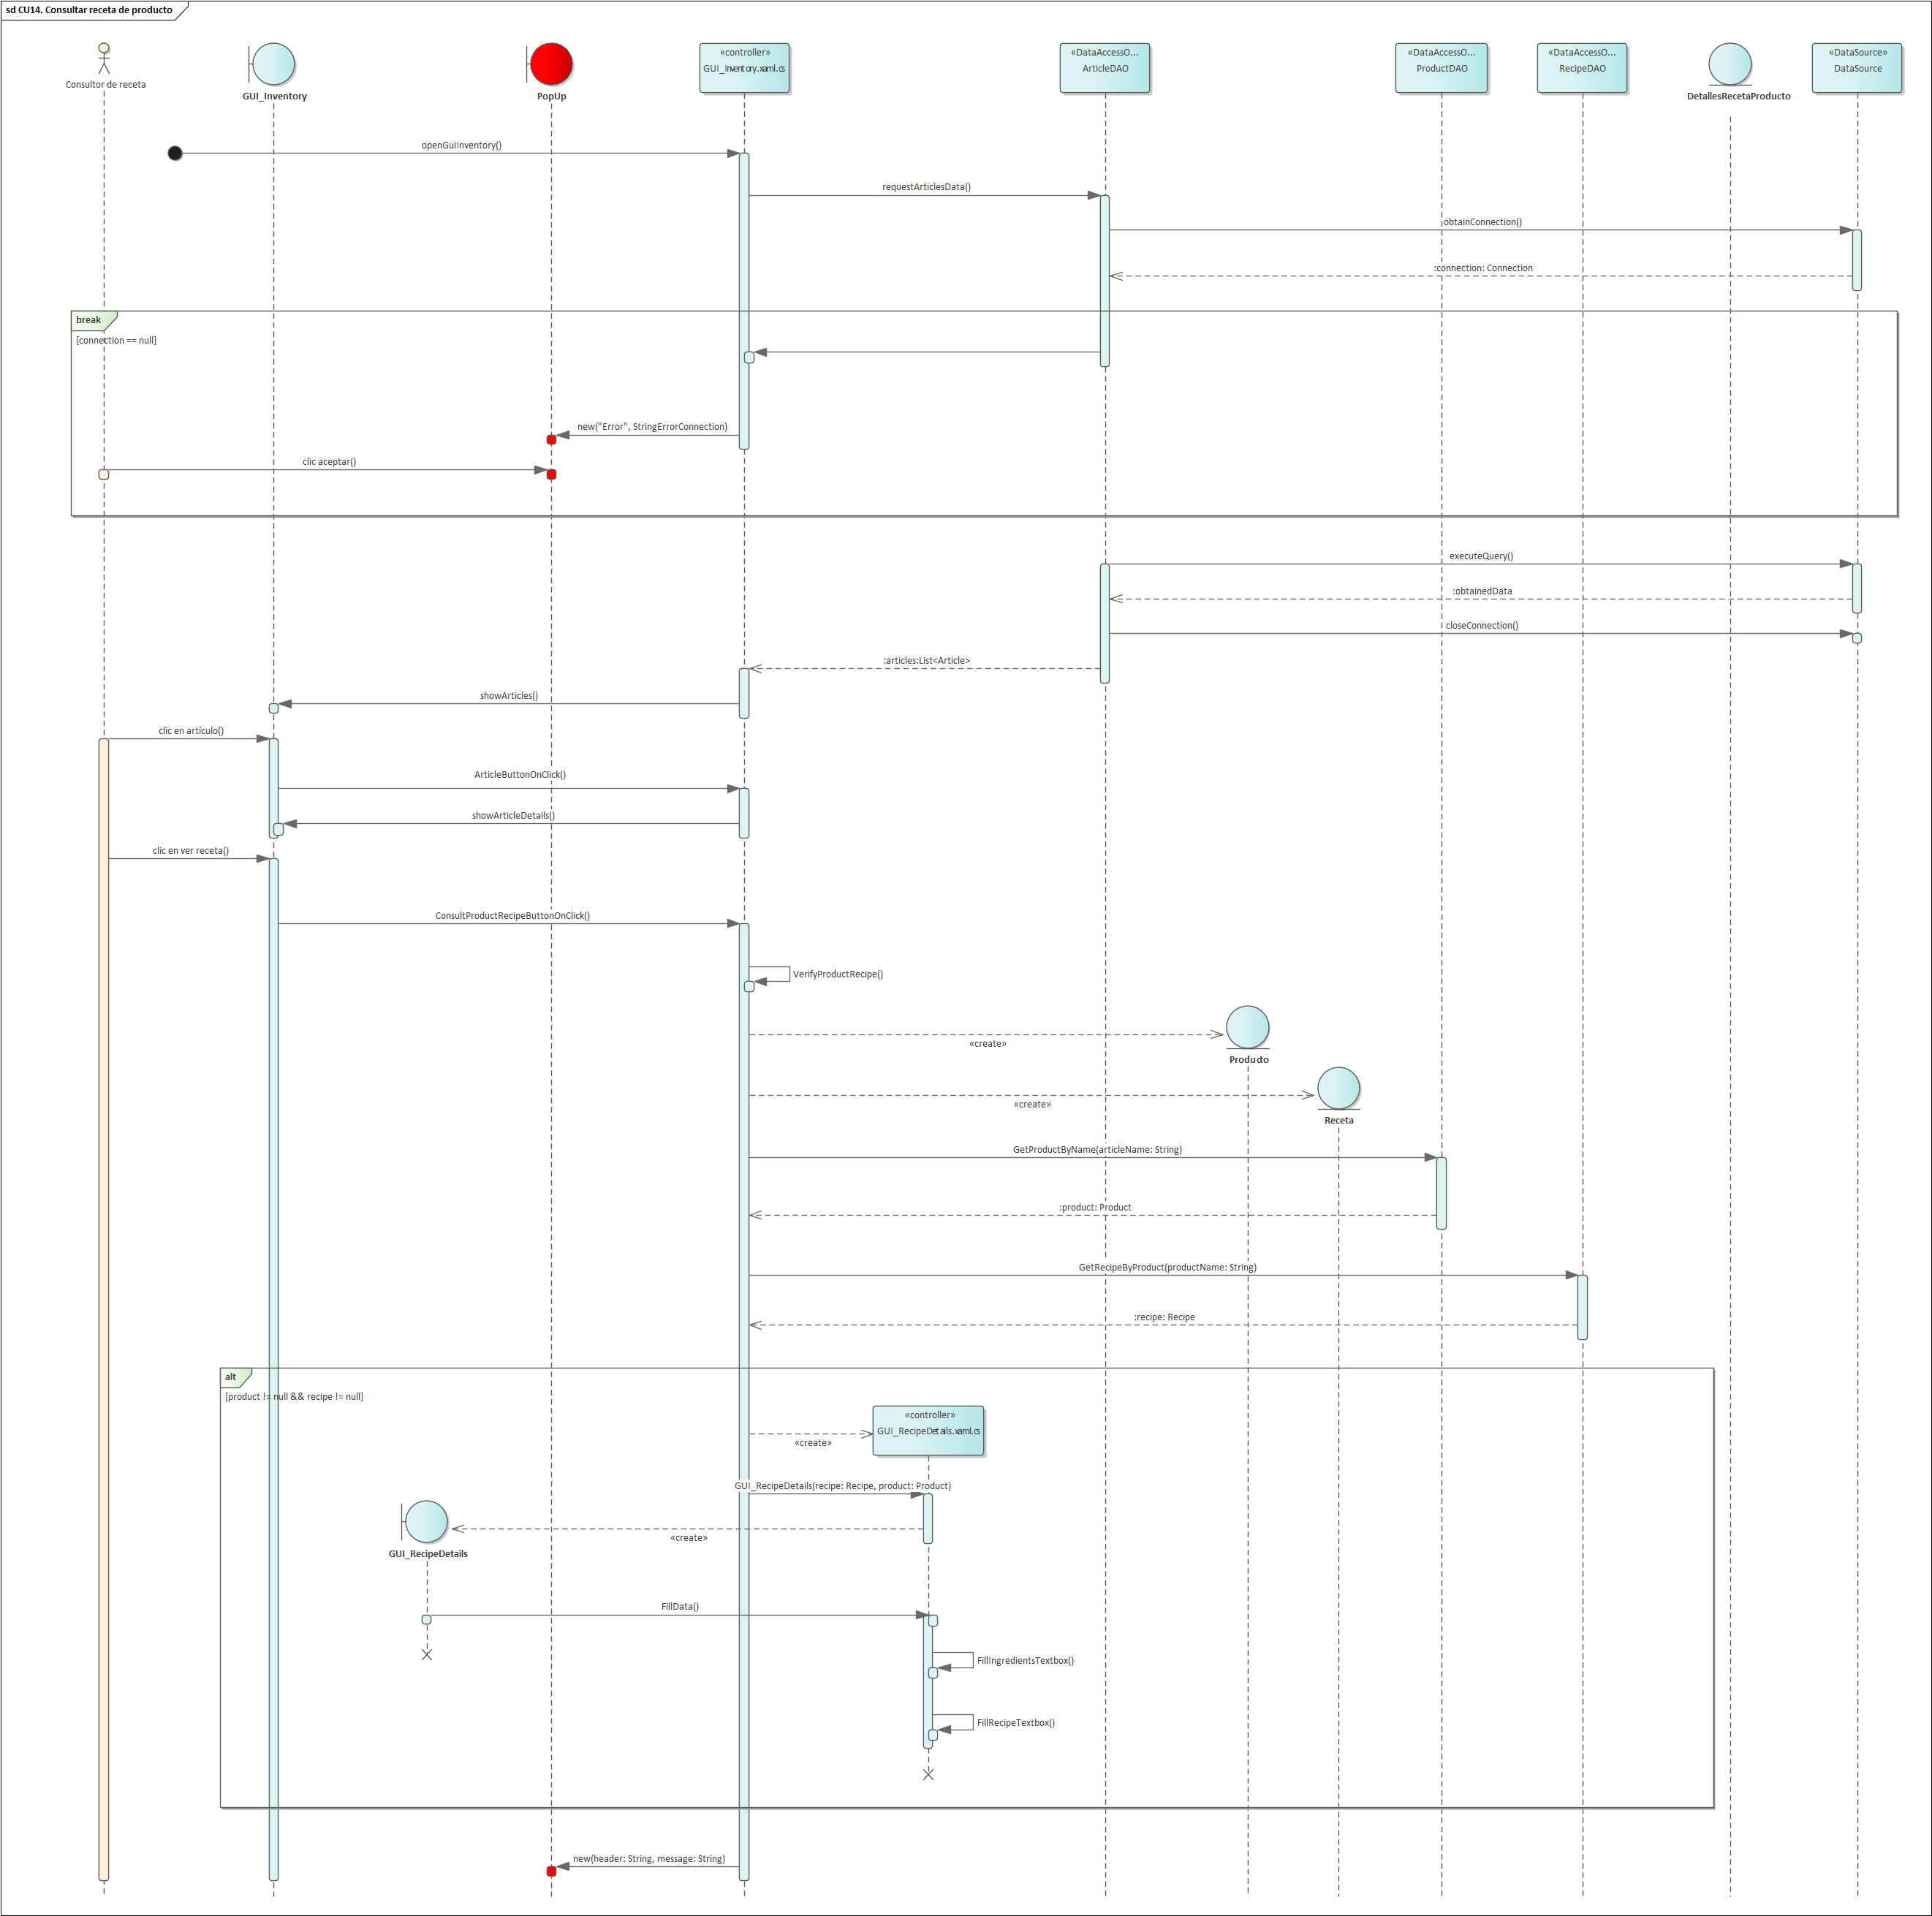 sd CU14. Consultar receta de producto
Consultor de receta
GUI_Inventory
PopUp
«controller»
GUI_Inventory.xaml.cs
«DataAccessO...
ArticleDAO
«DataAccessO...
ProductDAO
«DataAccessO...
RecipeDAO
DetallesRecetaProducto
«DataSource»
DataSource
openGuiInventory()
requestArticlesData()
obtainConnection()
:connection: Connection
break
[connection == null]
new("Error", StringErrorConnection)
clic aceptar()
executeQuery()
:obtainedData
closeConnection()
:articles:List<Article>
showArticles()
clic en artículo()
ArticleButtonOnClick()
showArticleDetails()
clic en ver receta()
ConsultProductRecipeButtonOnClick()
VerifyProductRecipe()
«create»
Producto
«create»
Receta
GetProductByName(articleName: String)
:product: Product
GetRecipeByProduct(productName: String)
:recipe: Recipe
alt
[product != null && recipe != null]
«controller»
GUI_RecipeDetails.xaml.cs
«create»
GUI_RecipeDetails(recipe: Recipe, product: Product)
«create»
GUI_RecipeDetails
FillData()
FillIngredientsTextbox()
FillRecipeTextbox()
new(header: String, message: String)